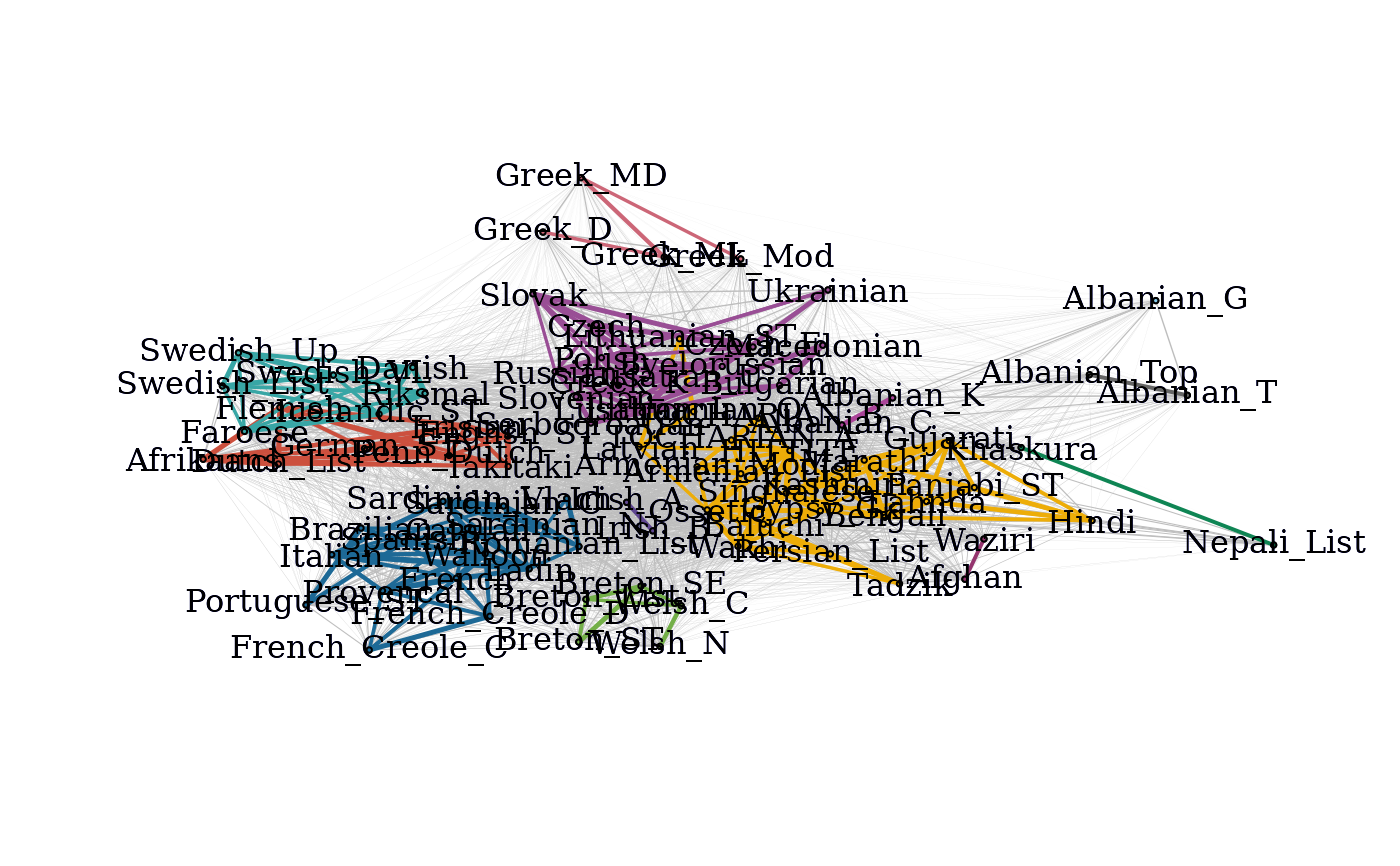 Greek_MD
Greek_D
Greek_ML
Greek_Mod
Slovak
Ukrainian
Albanian_G
Czech
Lithuanian_ST
Czech_E
Macedonian
Swedish_Up
Swedish_VL
Danish
Polish
Byelorussian
Russian
Albanian_Top
Swedish_List
Riksmal
Greek_K
Bulgarian
Albanian_K
Albanian_T
Slovenian
Flemish
Icelandic_ST
Faroese
Serbocroatian
Albanian_C
Frisian
English_ST
German_ST
Penn_Dutch
Gujarati
Khaskura
Latvian
Afrikaans
Dutch_List
Takitaki
Armenian_Mod
Armenian_List
Marathi
Kashmiri
Panjabi_ST
Singhalese
Lahnda
Sardinian_N
Sardinian_C
Vlach
Irish_A
Ossetic
Gypsy_Gk
Bengali
Hindi
Brazilian
Catalan
Sardinian_L
Irish_B
Baluchi
Spanish
Romanian_List
Wakhi
Persian_List
Waziri
Nepali_List
Italian
Walloon
Ladin
French
Provencal
Breton_SE
Tadzik
Afghan
Portuguese_ST
French_Creole_D
Breton_List
Welsh_C
French_Creole_C
Breton_ST
Welsh_N